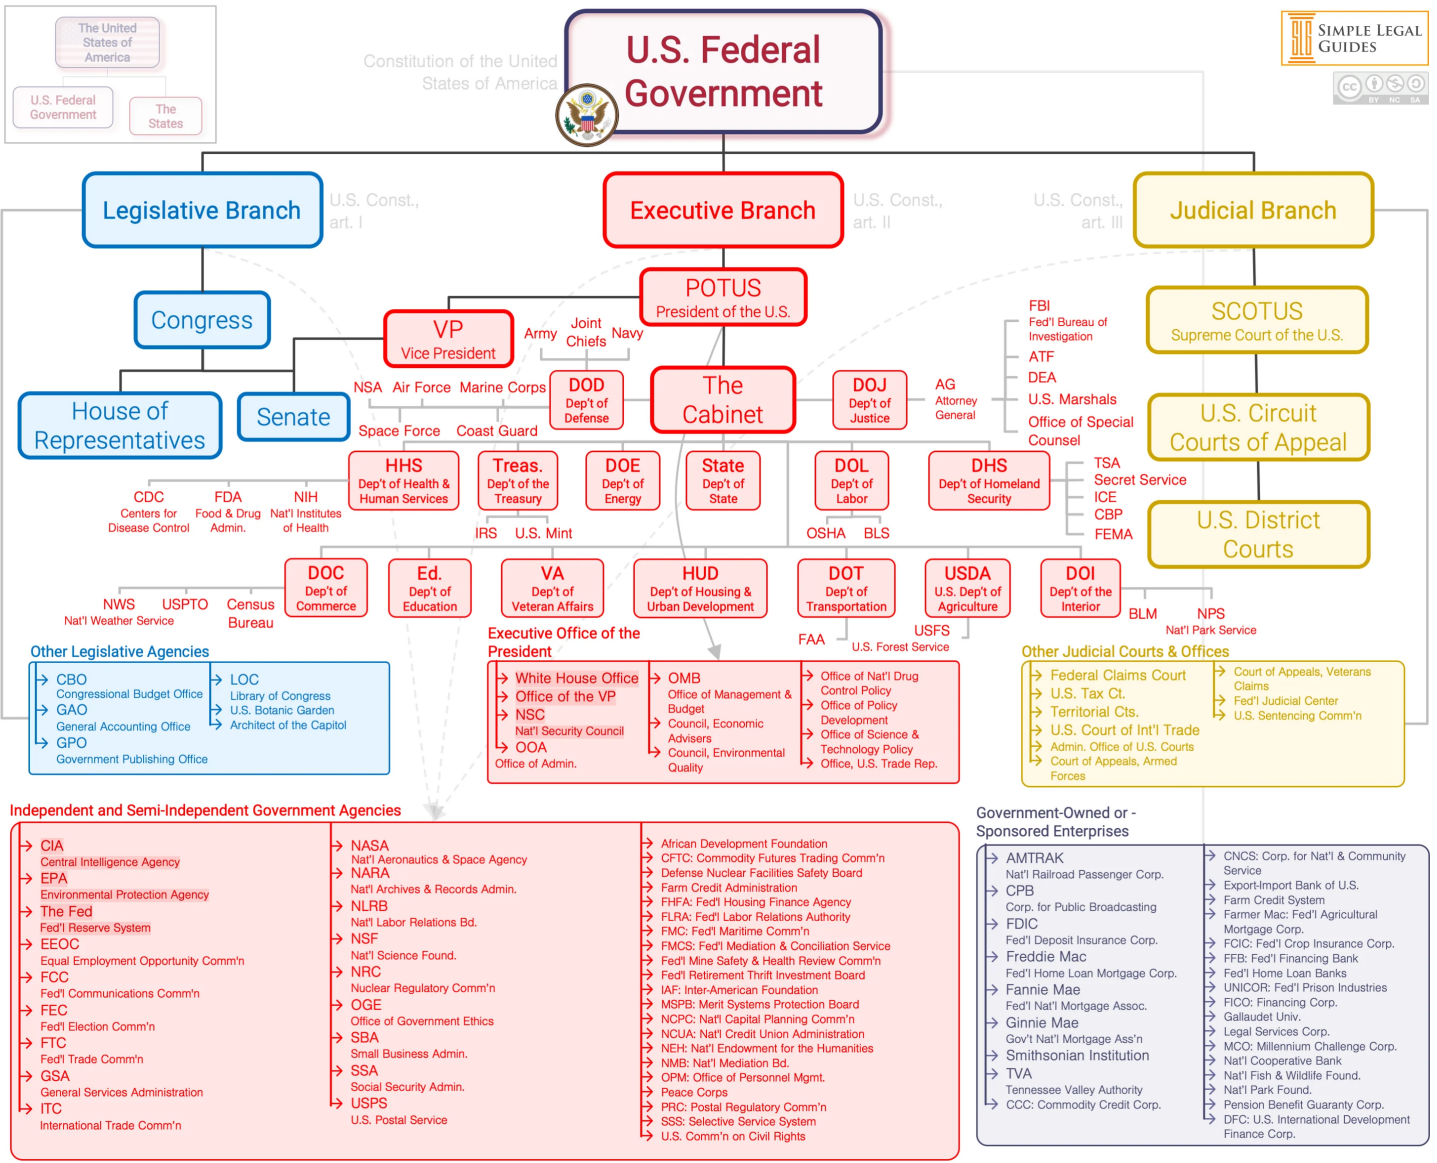 The United
States of
America
U.S. Federal
Government
The
States
Constitution of the United
States of America
U.S. Federal
Government
SIMPLE LEGAL
GUIDES
cc
BY NC SA
Legislative Branch
U.S. Const.,
art. I
Executive Branch
U.S. Const.,
art. II
U.S. Const.,
art. III
Judicial Branch
Congress
House of
Representatives
Senate
VP
Vice President
POTUS
President of the U.S.
The
Cabinet
SCOTUS
Supreme Court of the U.S.
U.S. Circuit
Courts of Appeal
U.S. District
Courts
Army
Joint
Chiefs
Navy
NSA
Air Force
Marine Corps
Space Force
Coast Guard
DOD
Dep't of
Defense
DOJ
Dep't of
Justice
AG
Attorney
General
FBI
Fed'l Bureau of
Investigation
ATF
DEA
U.S. Marshals
Office of Special
Counsel
HHS
Dep't of Health &
Human Services
CDC
Centers for
Disease Control
FDA
Food & Drug
Admin.
NIH
Nat'l Institutes
of Health
Treas.
Dep't of the
Treasury
IRS
U.S. Mint
DOE
Dep't of
Energy
State
Dep't of
State
DOL
Dep't of
Labor
OSHA
BLS
DHS
Dep't of Homeland
Security
TSA
Secret Service
ICE
CBP
FEMA
DOC
Dep't of
Commerce
NWS
Nat'l Weather Service
USPTO
Census
Bureau
Ed.
Dep't of
Education
VA
Dep't of
Veteran Affairs
HUD
Dep't of Housing &
Urban Development
DOT
Dep't of
Transportation
FAA
USDA
U.S. Dep't of
Agriculture
USFS
U.S. Forest Service
DOI
Dep't of the
Interior
BLM
NPS
Nat'l Park Service
Other Legislative Agencies
CBO
Congressional Budget Office
GAO
General Accounting Office
GPO
Government Publishing Office
LOC
Library of Congress
U.S. Botanic Garden
Architect of the Capitol
Executive Office of the
President
White House Office
Office of the VP
NSC
Nat'l Security Council
OOA
Office of Admin.
OMB
Office of Management &
Budget
Council, Economic
Advisers
Council, Environmental
Quality
Office of Nat'l Drug
Control Policy
Office of Policy
Development
Office of Science &
Technology Policy
Office, U.S. Trade Rep.
Other Judicial Courts & Offices
Federal Claims Court
U.S. Tax Ct.
Territorial Cts.
U.S. Court of Int'l Trade
Admin. Office of U.S. Courts
Court of Appeals, Armed
Forces
Court of Appeals, Veterans
Claims
Fed'l Judicial Center
U.S. Sentencing Comm'n
Independent and Semi-Independent Government Agencies
CIA
Central Intelligence Agency
EPA
Environmental Protection Agency
The Fed
Fed'l Reserve System
EEOC
Equal Employment Opportunity Comm'n
FCC
Fed'l Communications Comm'n
FEC
Fed'l Election Comm'n
FTC
Fed'l Trade Comm'n
GSA
General Services Administration
ITC
International Trade Comm'n
NASA
Nat'l Aeronautics & Space Agency
NARA
Nat'l Archives & Records Admin.
NLRB
Nat'l Labor Relations Bd.
NSF
Nat'l Science Found.
NRC
Nuclear Regulatory Comm'n
OGE
Office of Government Ethics
SBA
Small Business Admin.
SSA
Social Security Admin.
USPS
U.S. Postal Service
African Development Foundation
CFTC: Commodity Futures Trading Comm'n
Defense Nuclear Facilities Safety Board
Farm Credit Administration
FHFA: Fed'l Housing Finance Agency
FLRA: Fed'l Labor Relations Authority
FMC: Fed'l Maritime Comm'n
FMCS: Fed'l Mediation & Conciliation Service
Fed'l Mine Safety & Health Review Comm'n
Fed'l Retirement Thrift Investment Board
IAF: Inter-American Foundation
MSPB: Merit Systems Protection Board
NCPC: Nat'l Capital Planning Comm'n
NCUA: Nat'l Credit Union Administration
NEH: Nat'l Endowment for the Humanities
NMB: Nat'l Mediation Bd.
OPM: Office of Personnel Mgmt.
Peace Corps
PRC: Postal Regulatory Comm'n
SSS: Selective Service System
U.S. Comm'n on Civil Rights
Government-Owned or -
Sponsored Enterprises
AMTRAK
Nat'l Railroad Passenger Corp.
CPB
Corp. for Public Broadcasting
FDIC
Fed'l Deposit Insurance Corp.
Freddie Mac
Fed'l Home Loan Mortgage Corp.
Fannie Mae
Fed'l Nat'l Mortgage Assoc.
Ginnie Mae
Gov't Nat'l Mortgage Ass'n
Smithsonian Institution
TVA
Tennessee Valley Authority
CCC: Commodity Credit Corp.
CNCS: Corp. for Nat'l & Community
Service
Export-Import Bank of U.S.
Farm Credit System
Farmer Mac: Fed'l Agricultural
Mortgage Corp.
FCIC: Fed'l Crop Insurance Corp.
FFB: Fed'l Financing Bank
Fed'l Home Loan Banks
UNICOR: Fed'l Prison Industries
FICO: Financing Corp.
Gallaudet Univ.
Legal Services Corp.
MCO: Millennium Challenge Corp.
Nat'l Cooperative Bank
Nat'l Fish & Wildlife Found.
Nat'l Park Found.
Pension Benefit Guaranty Corp.
DFC: U.S. International Development
Finance Corp.